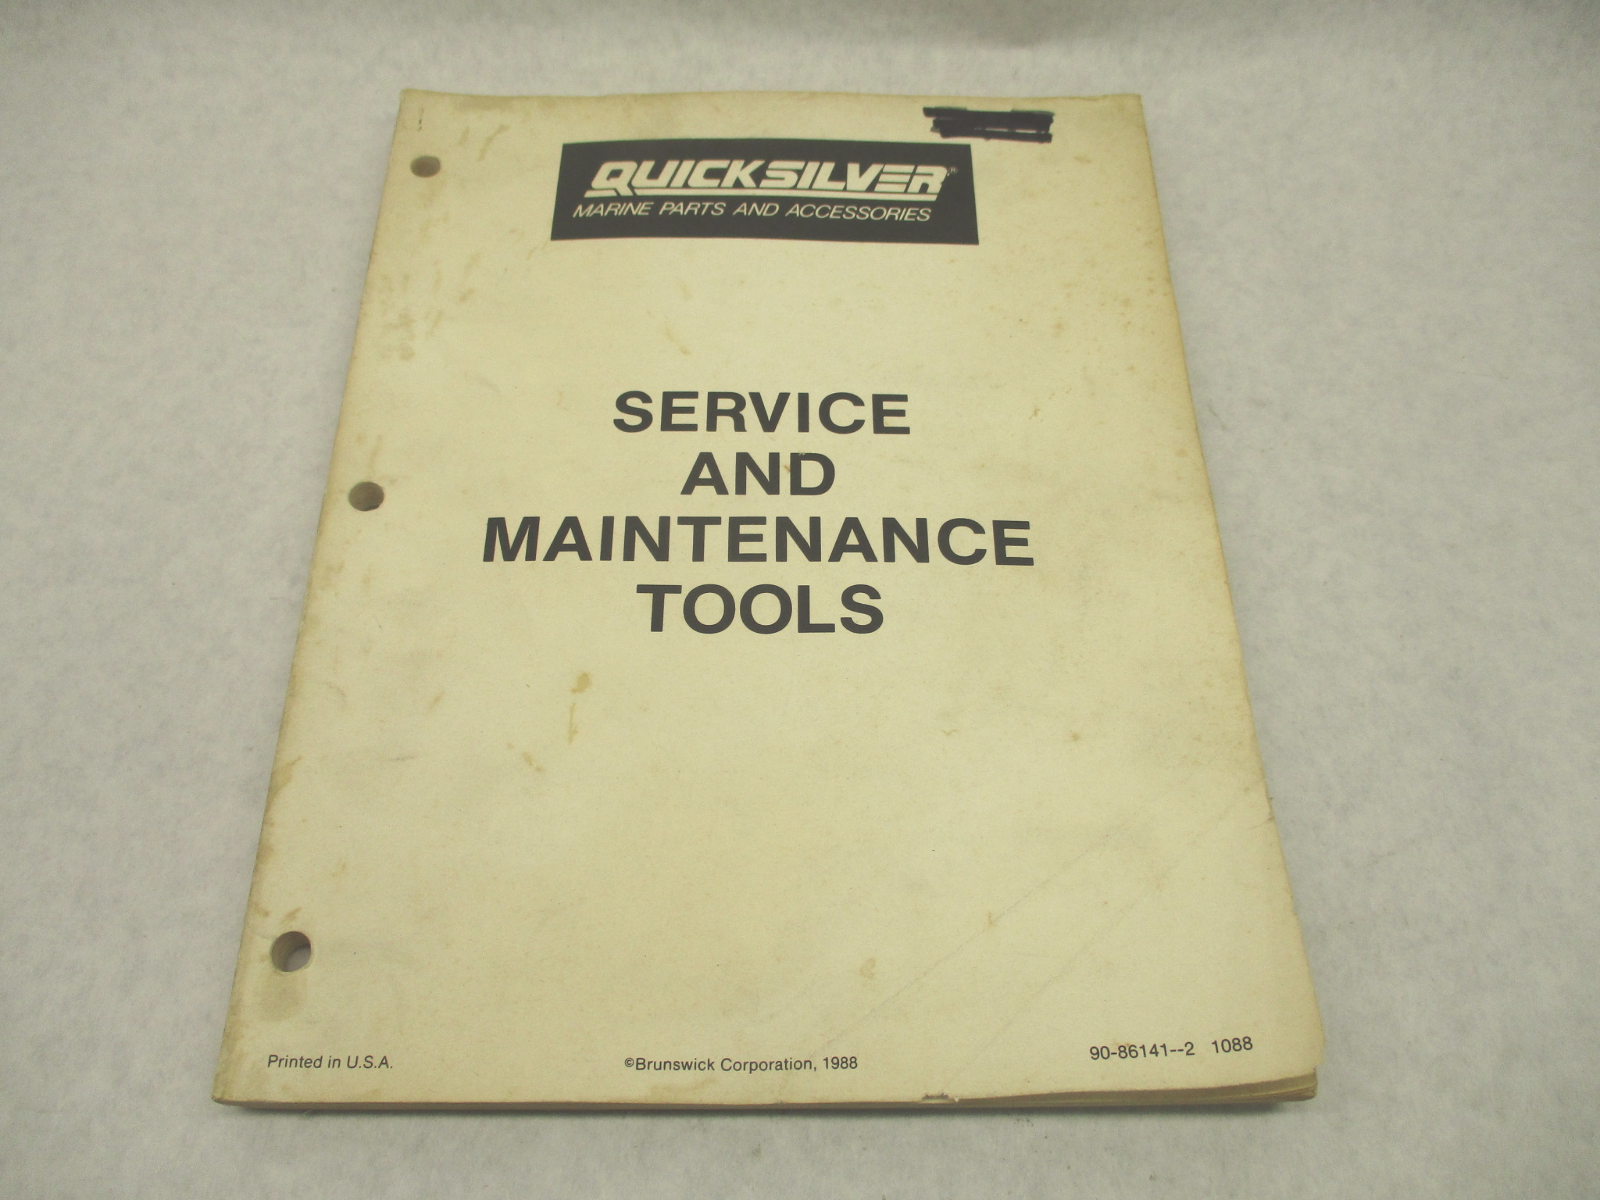 QUICKSILVER®
MARINE PARTS AND ACCESSORIES
SERVICE
AND
MAINTENANCE
TOOLS
Printed in U.S.A.
©Brunswick Corporation, 1988
90-86141--2 1088